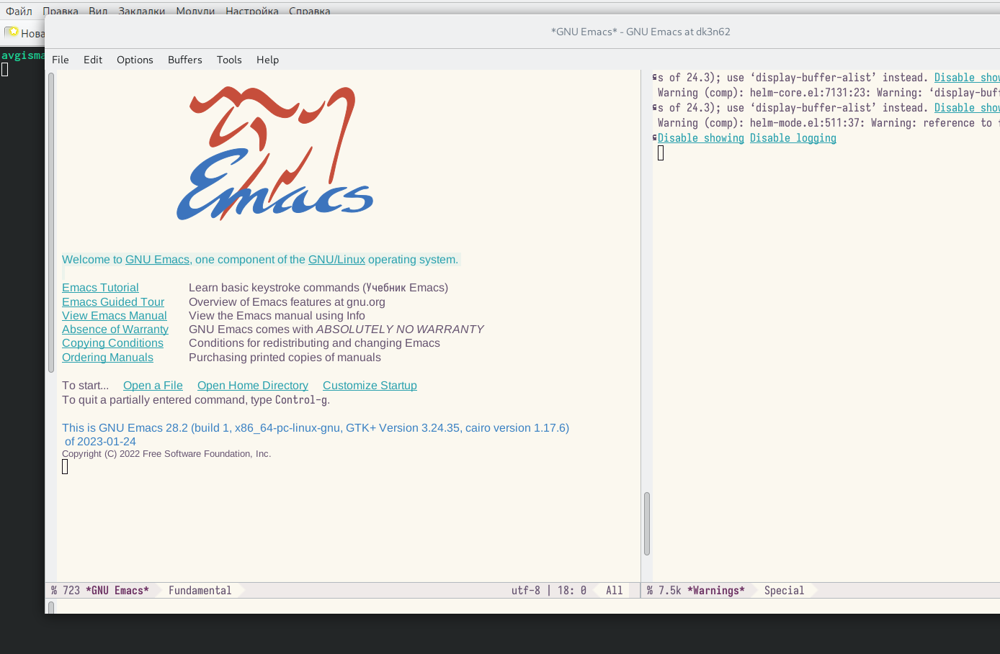 Файл Правка Вид Закладки Модули Настройка Справка
Нова
avgisma
*GNU Emacs* - GNU Emacs at dk3n62
File Edit Options Buffers Tools Help
Emacs
Welcome to GNU Emacs, one component of the GNU/Linux operating system.
Emacs Tutorial Learn basic keystroke commands (Учебник Emacs)
Emacs Guided Tour Overview of Emacs features at gnu.org
View Emacs Manual View the Emacs manual using Info
Absence of Warranty GNU Emacs comes with ABSOLUTELY NO WARRANTY
Copying Conditions Conditions for redistributing and changing Emacs
Ordering Manuals Purchasing printed copies of manuals
To start... Open a File Open Home Directory Customize Startup
To quit a partially entered command, type Control-g.
This is GNU Emacs 28.2 (build 1, x86_64-pc-linux-gnu, GTK+ Version 3.24.35, cairo version 1.17.6)
of 2023-01-24
Copyright (C) 2022 Free Software Foundation, Inc.
% 723 *GNU Emacs* Fundamental utf-8 | 18: 0 All
s of 24.3); use ‘display-buffer-alist’ instead. Disable sho
Warning (comp): helm-core.el:7131:23: Warning: ‘display-buf
s of 24.3); use ‘display-buffer-alist’ instead. Disable sho
Warning (comp): helm-mode.el:511:37: Warning: reference to
Disable showing Disable logging
% 7.5k *Warnings* Special